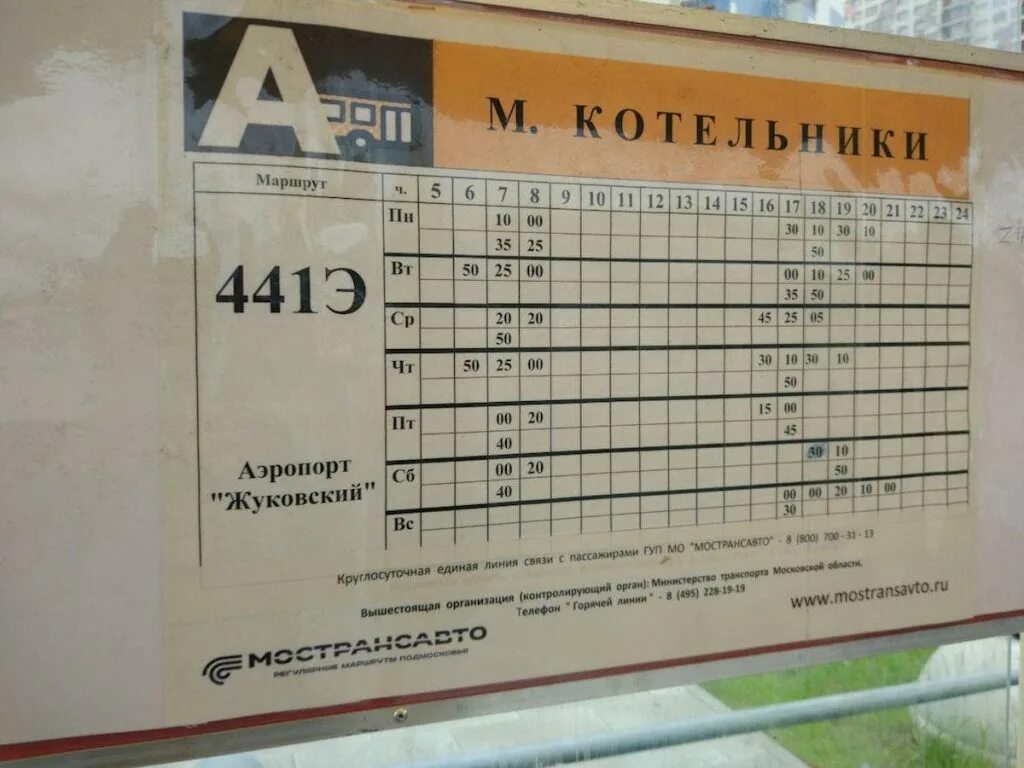 А
М. КОТЕЛЬНИКИ
Маршрут ч. 5 6 7 8 9 10 11 12 13 14 15 16 17 18 19 20 21 22 23 24
441Э
Пн 10 00 30 10 30 10
35 25 50
Вт 50 25 00 00 10 25 00
35 50
Ср 20 20 45 25 05
50
Чт 50 25 00 30 10 30 10
50
Пт 00 20 15 00
40 45
Аэропорт
"Жуковский"
Сб 00 20 30 10
40 50
Вс 00 00 20 10 00
30
Круглосуточная единая линия связи с пассажирами ГУП МО "МОСТРАНСАВТО" - 8 (800) 700-31-13
Вышестоящая организация (контролирующий орган): Министерство транспорта Московской области.
Телефон "Горячей линии" - 8 (495) 228-19-19
www.mostransavto.ru
МОСТРАНСАВТО
РЕГУЛЯРНЫЕ МАРШРУТЫ ПОДМОСКОВЬЯ